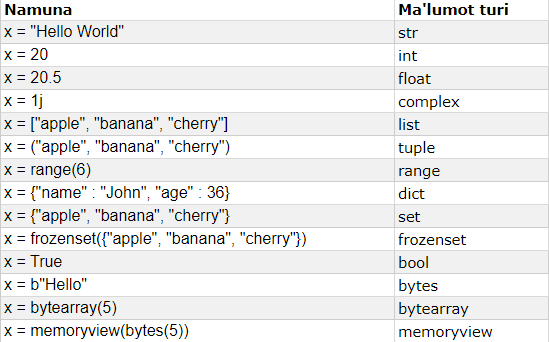 Namuna Ma'lumot turi
x = "Hello World" str
x = 20 int
x = 20.5 float
x = 1j complex
x = ["apple", "banana", "cherry"] list
x = ("apple", "banana", "cherry") tuple
x = range(6) range
x = {"name" : "John", "age" : 36} dict
x = {"apple", "banana", "cherry"} set
x = frozenset({"apple", "banana", "cherry"}) frozenset
x = True bool
x = b"Hello" bytes
x = bytearray(5) bytearray
x = memoryview(bytes(5)) memoryview